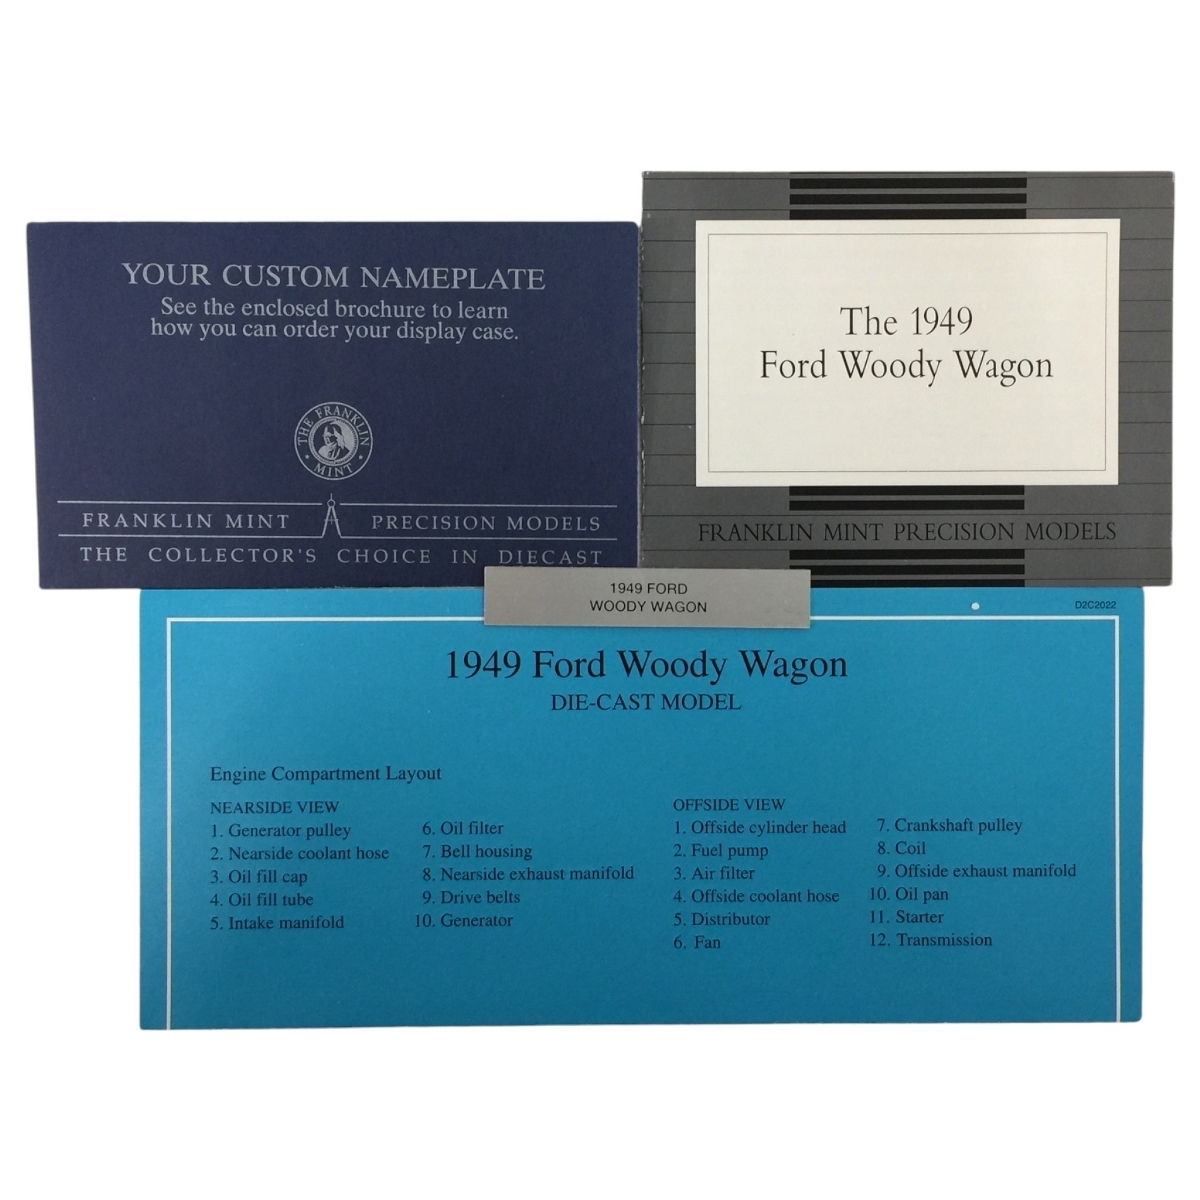 YOUR CUSTOM NAMEPLATE
See the enclosed brochure to learn
how you can order your display case.
THE FRANKLIN
MINT
FRANKLIN MINT PRECISION MODELS
THE COLLECTOR'S CHOICE IN DIECAST
The 1949
Ford Woody Wagon
FRANKLIN MINT PRECISION MODELS
1949 FORD
WOODY WAGON
D2C2022
1949 Ford Woody Wagon
DIE-CAST MODEL
Engine Compartment Layout
NEARSIDE VIEW
1. Generator pulley
2. Nearside coolant hose
3. Oil fill cap
4. Oil fill tube
5. Intake manifold
6. Oil filter
7. Bell housing
8. Nearside exhaust manifold
9. Drive belts
10. Generator
OFFSIDE VIEW
1. Offside cylinder head
2. Fuel pump
3. Air filter
4. Offside coolant hose
5. Distributor
6. Fan
7. Crankshaft pulley
8. Coil
9. Offside exhaust manifold
10. Oil pan
11. Starter
12. Transmission